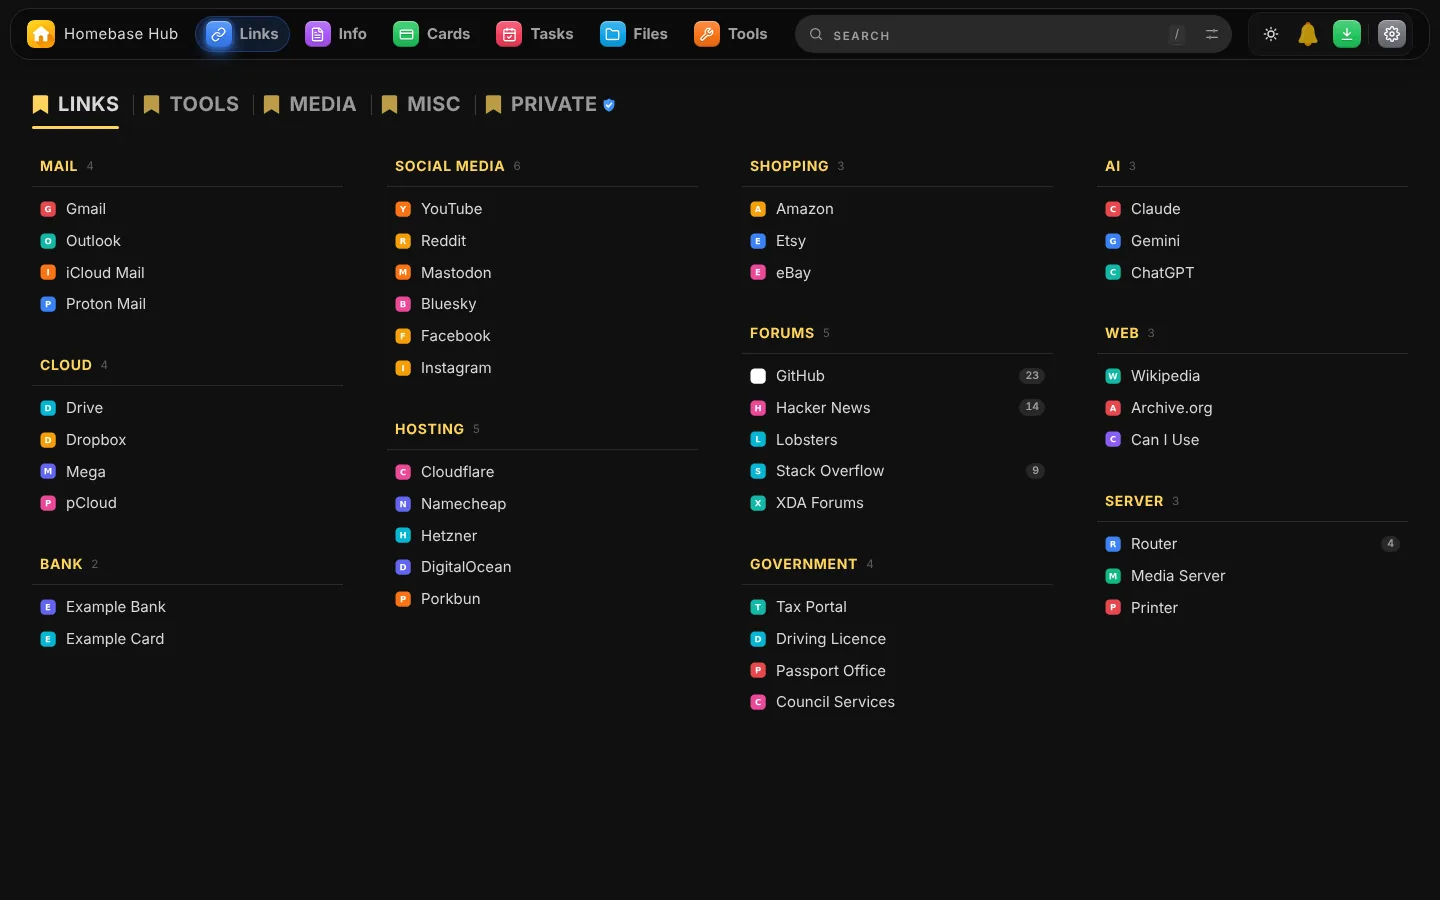 Homebase Hub Links Info Cards Tasks Files Tools SEARCH /
LINKS TOOLS MEDIA MISC PRIVATE
MAIL 4
G Gmail
O Outlook
I iCloud Mail
P Proton Mail
CLOUD 4
D Drive
D Dropbox
M Mega
P pCloud
BANK 2
E Example Bank
E Example Card
SOCIAL MEDIA 6
Y YouTube
R Reddit
M Mastodon
B Bluesky
F Facebook
I Instagram
HOSTING 5
C Cloudflare
N Namecheap
H Hetzner
D DigitalOcean
P Porkbun
SHOPPING 3
A Amazon
E Etsy
E eBay
FORUMS 5
GitHub 23
H Hacker News 14
L Lobsters
S Stack Overflow 9
X XDA Forums
GOVERNMENT 4
T Tax Portal
D Driving Licence
P Passport Office
C Council Services
AI 3
C Claude
G Gemini
C ChatGPT
WEB 3
W Wikipedia
A Archive.org
C Can I Use
SERVER 3
R Router 4
M Media Server
P Printer